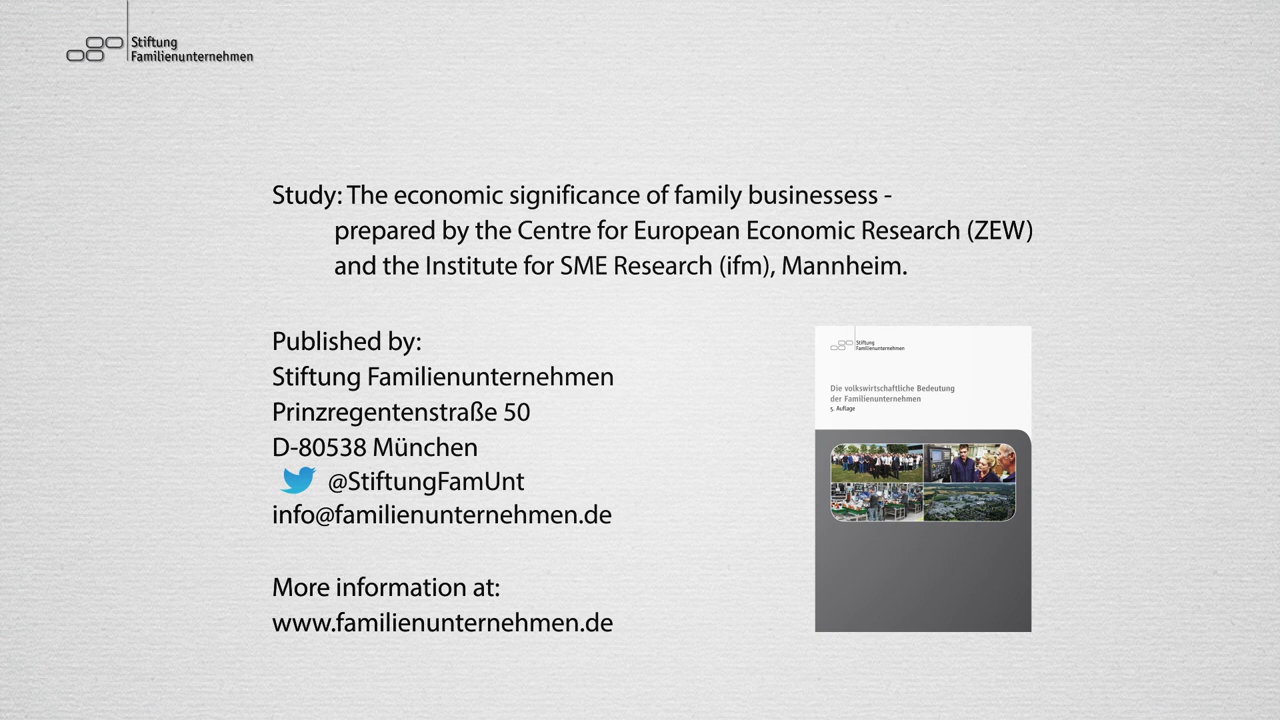 Stiftung
Familienunternehmen
Study: The economic significance of family businessess -
prepared by the Centre for European Economic Research (ZEW)
and the Institute for SME Research (ifm), Mannheim.
Published by:
Stiftung Familienunternehmen
Prinzregentenstraße 50
D-80538 München
@StiftungFamUnt
info@familienunternehmen.de
More information at:
www.familienunternehmen.de
Stiftung
Familienunternehmen
Die volkswirtschaftliche Bedeutung
der Familienunternehmen
5. Auflage